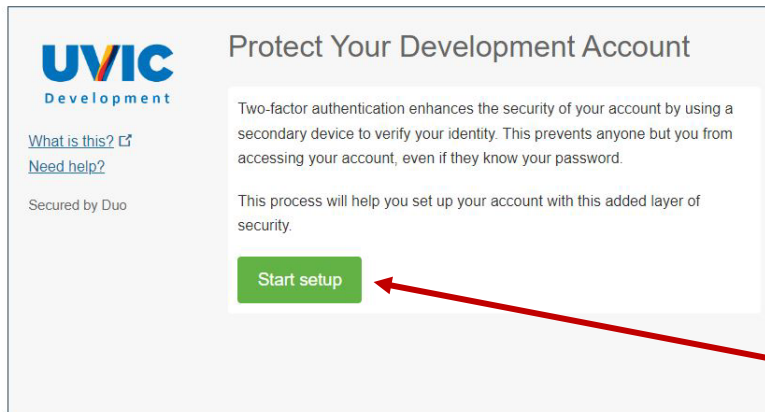 UVIC
Development
What is this?
Need help?
Secured by Duo
Protect Your Development Account
Two-factor authentication enhances the security of your account by using a
secondary device to verify your identity. This prevents anyone but you from
accessing your account, even if they know your password.
This process will help you set up your account with this added layer of
security.
Start setup